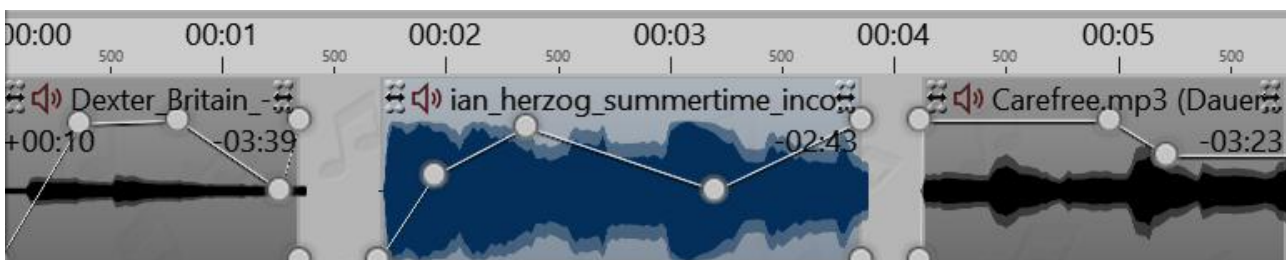 00:00 00:01 00:02 00:03 00:04 00:05
500 500 500 500 500 500
Dexter_Britain_- ian_herzog_summertime_inco Carefree.mp3 (Dauer
+00:10 -03:39 -02:43 -03:23